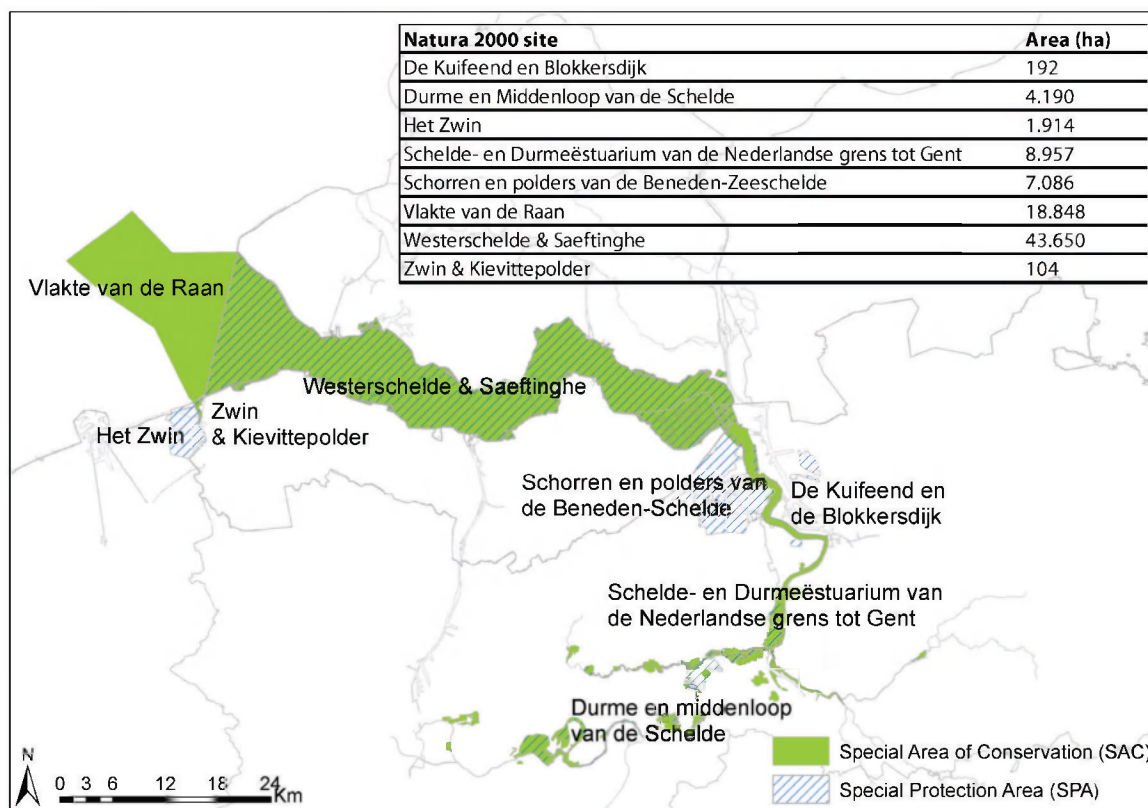 Natura 2000 site Area (ha)
De Kuifeend en Blokkersdijk 192
Durme en Middenloop van de Schelde 4.190
Het Zwin 1.914
Schelde- en Durmeëstuarium van de Nederlandse grens tot Gent 8.957
Schorren en polders van de Beneden-Zeeschelde 7.086
Vlakte van de Raan 18.848
Westerschelde & Saeftinghe 43.650
Zwin & Kievittepolder 104
Vlakte van de Raan
Westerschelde & Saeftinghe
Zwin
& Kievittepolder
Het Zwin
Schorren en polders van
de Beneden-Schelde
De Kuifeend en
de Blokkersdijk
Schelde- en Durmeëstuarium van
de Nederlandse grens tot Gent
Durme en middenloop
van de Schelde
Special Area of Conservation (SAC)
Special Protection Area (SPA)
N
0 3 6 12 18 24
Km